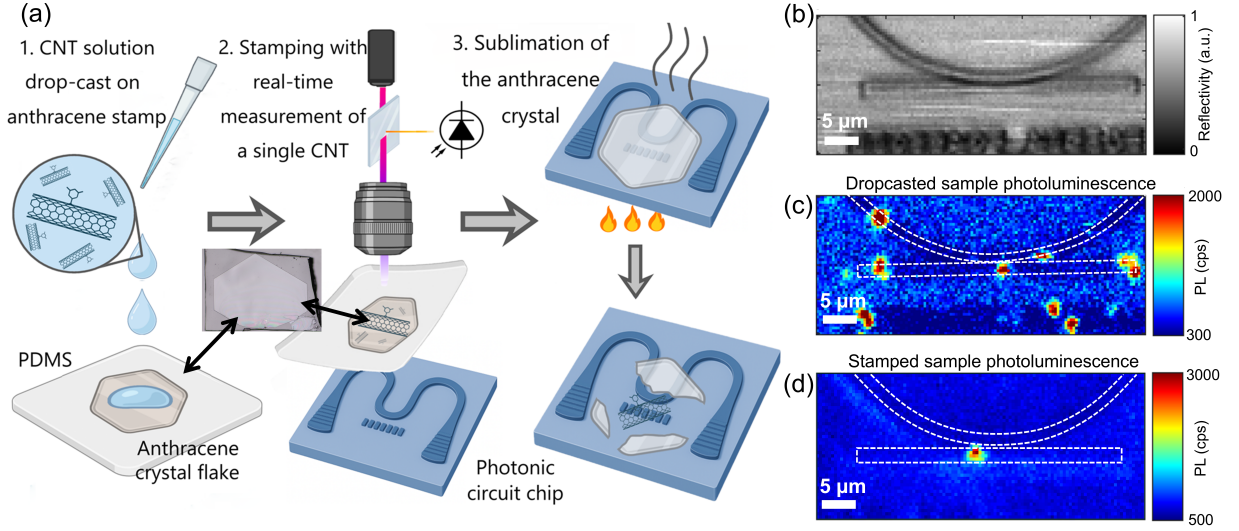 (a)
1. CNT solution
drop-cast on
anthracene stamp
2. Stamping with
real-time
measurement of
a single CNT
3. Sublimation of
the anthracene
crystal
PDMS
Anthracene
crystal flake
Photonic
circuit chip
(b)
5 µm
1
0
Reflectivity (a.u.)
Dropcasted sample photoluminescence
(c)
5 µm
2000
300
PL (cps)
Stamped sample photoluminescence
(d)
5 µm
3000
500
PL (cps)